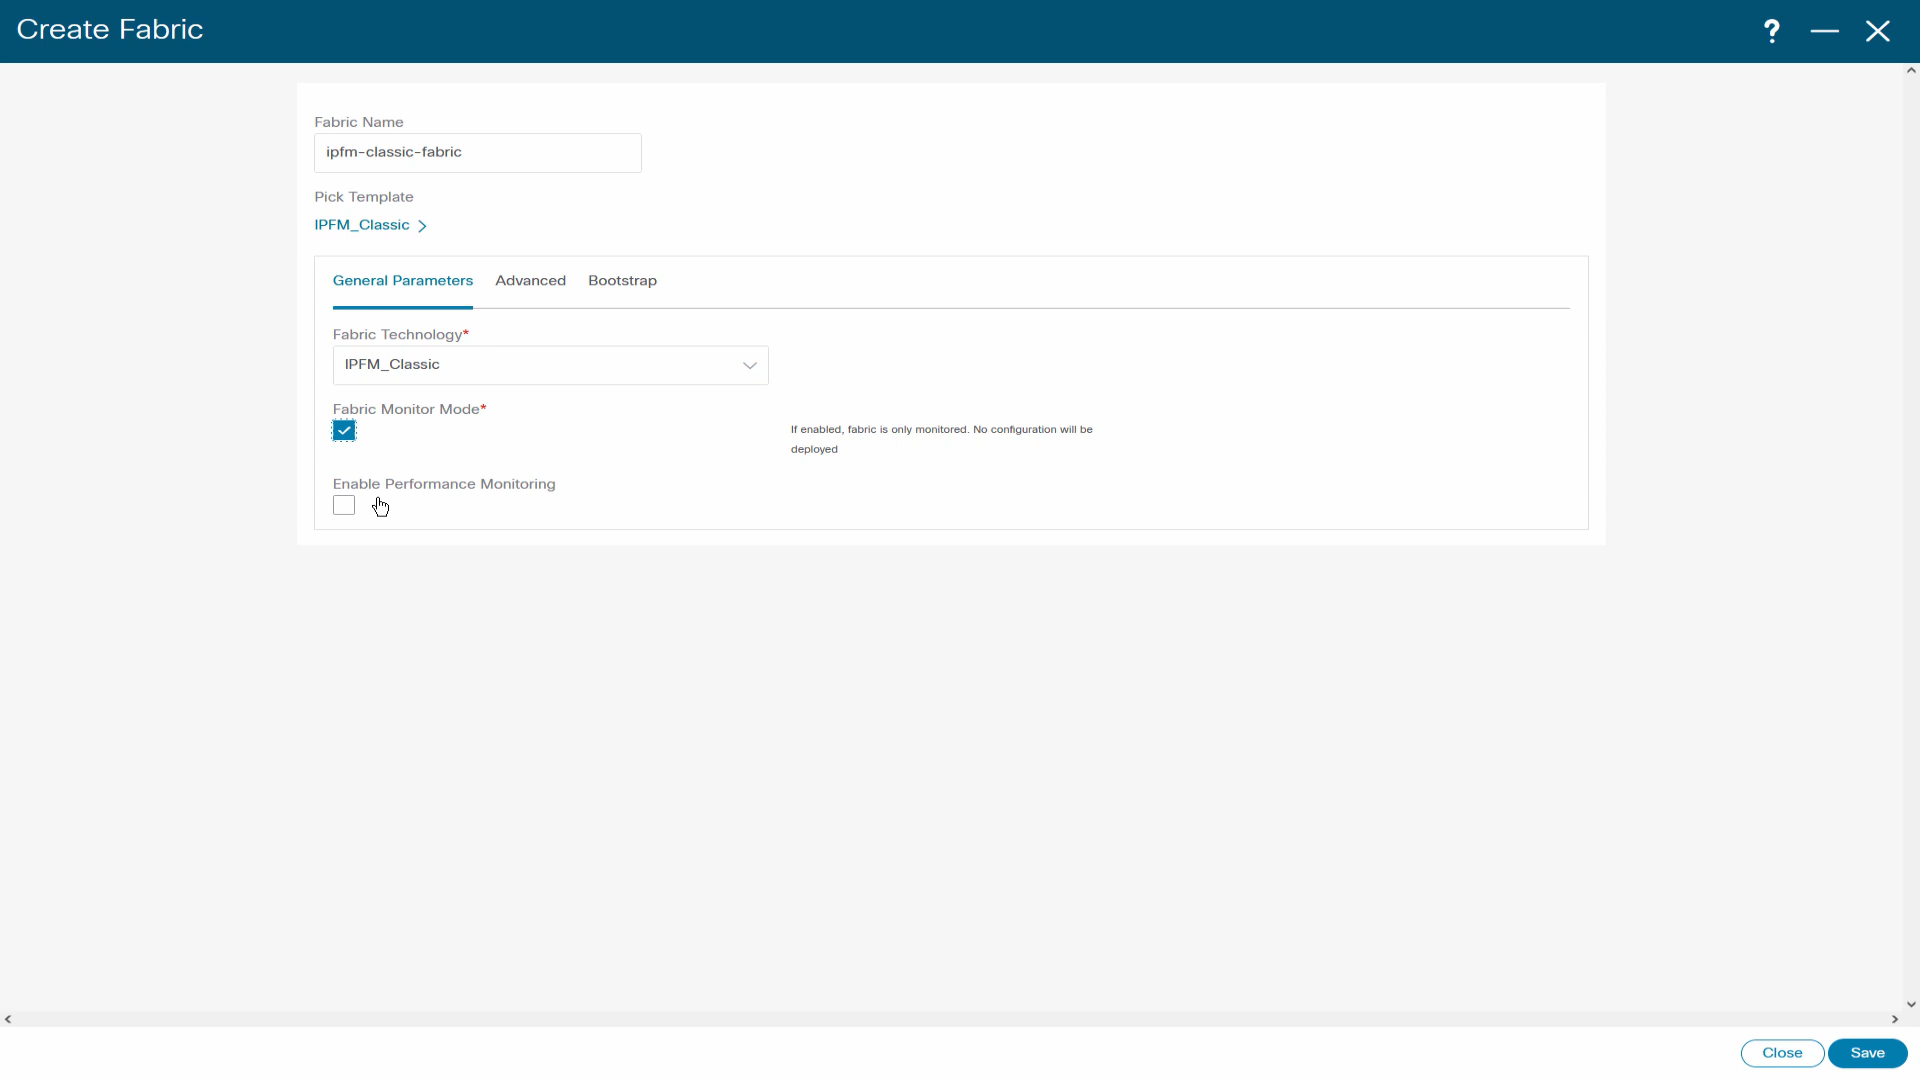 Create Fabric
?
Fabric Name
ipfm-classic-fabric
Pick Template
IPFM_Classic
General Parameters Advanced Bootstrap
Fabric Technology*
IPFM_Classic
Fabric Monitor Mode*
If enabled, fabric is only monitored. No configuration will be
deployed
Enable Performance Monitoring
Close Save